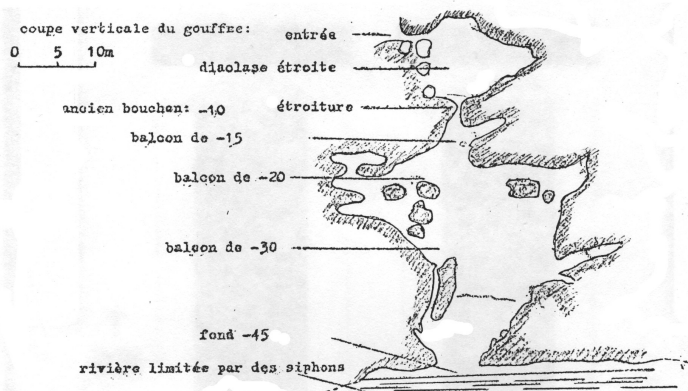 coupe verticale du gouffre:
entrée
0 5 10m
diaclase étroite
ancien bouchon: -10 étroiture
balcon de -15
balcon de -20
balcon de -30
fond -45
rivière limitée par des siphons